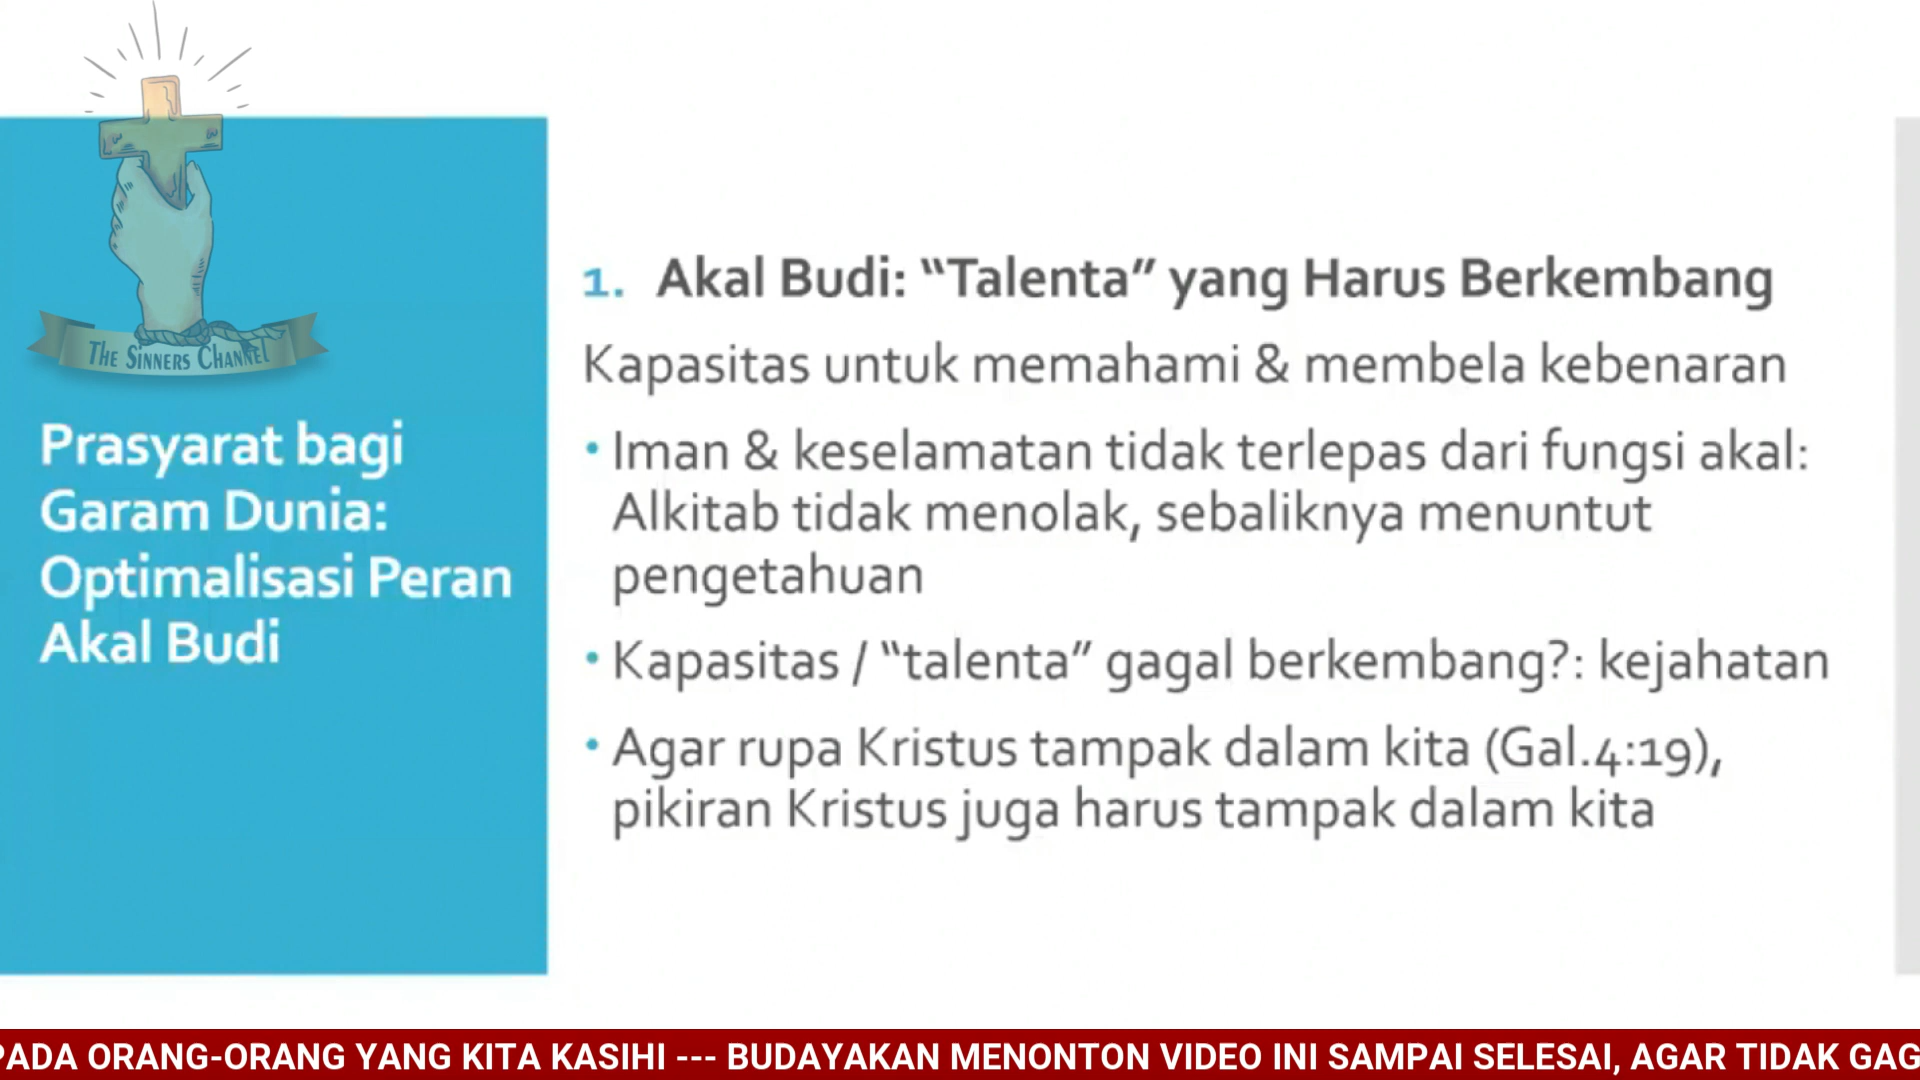 THE SINNERS CHANNEL
Prasyarat bagi
Garam Dunia:
Optimalisasi Peran
Akal Budi
1. Akal Budi: “Talenta” yang Harus Berkembang
Kapasitas untuk memahami & membela kebenaran
• Iman & keselamatan tidak terlepas dari fungsi akal:
Alkitab tidak menolak, sebaliknya menuntut
pengetahuan
• Kapasitas / “talenta” gagal berkembang?: kejahatan
• Agar rupa Kristus tampak dalam kita (Gal.4:19),
pikiran Kristus juga harus tampak dalam kita
PADA ORANG-ORANG YANG KITA KASIHI --- BUDAYAKAN MENONTON VIDEO INI SAMPAI SELESAI, AGAR TIDAK GAG